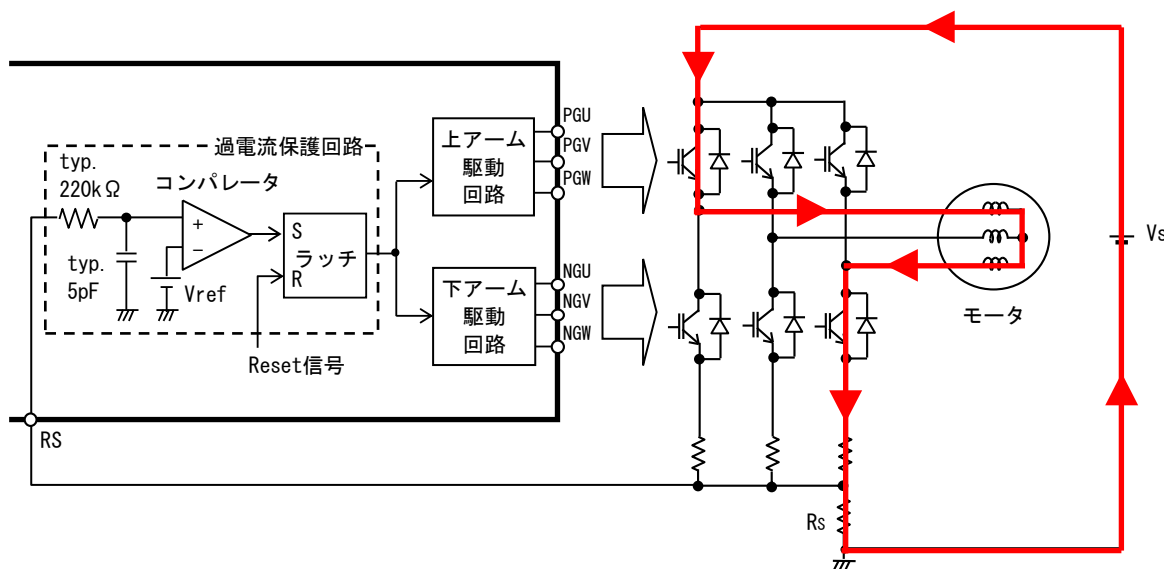 過電流保護回路
typ.
220kΩ
コンパレータ
+
−
typ.
5pF
Vref
S
ラッチ
R
Reset信号
上アーム
駆動
回路
下アーム
駆動
回路
PGU
PGV
PGW
NGU
NGV
NGW
RS
モータ
Vs
Rs